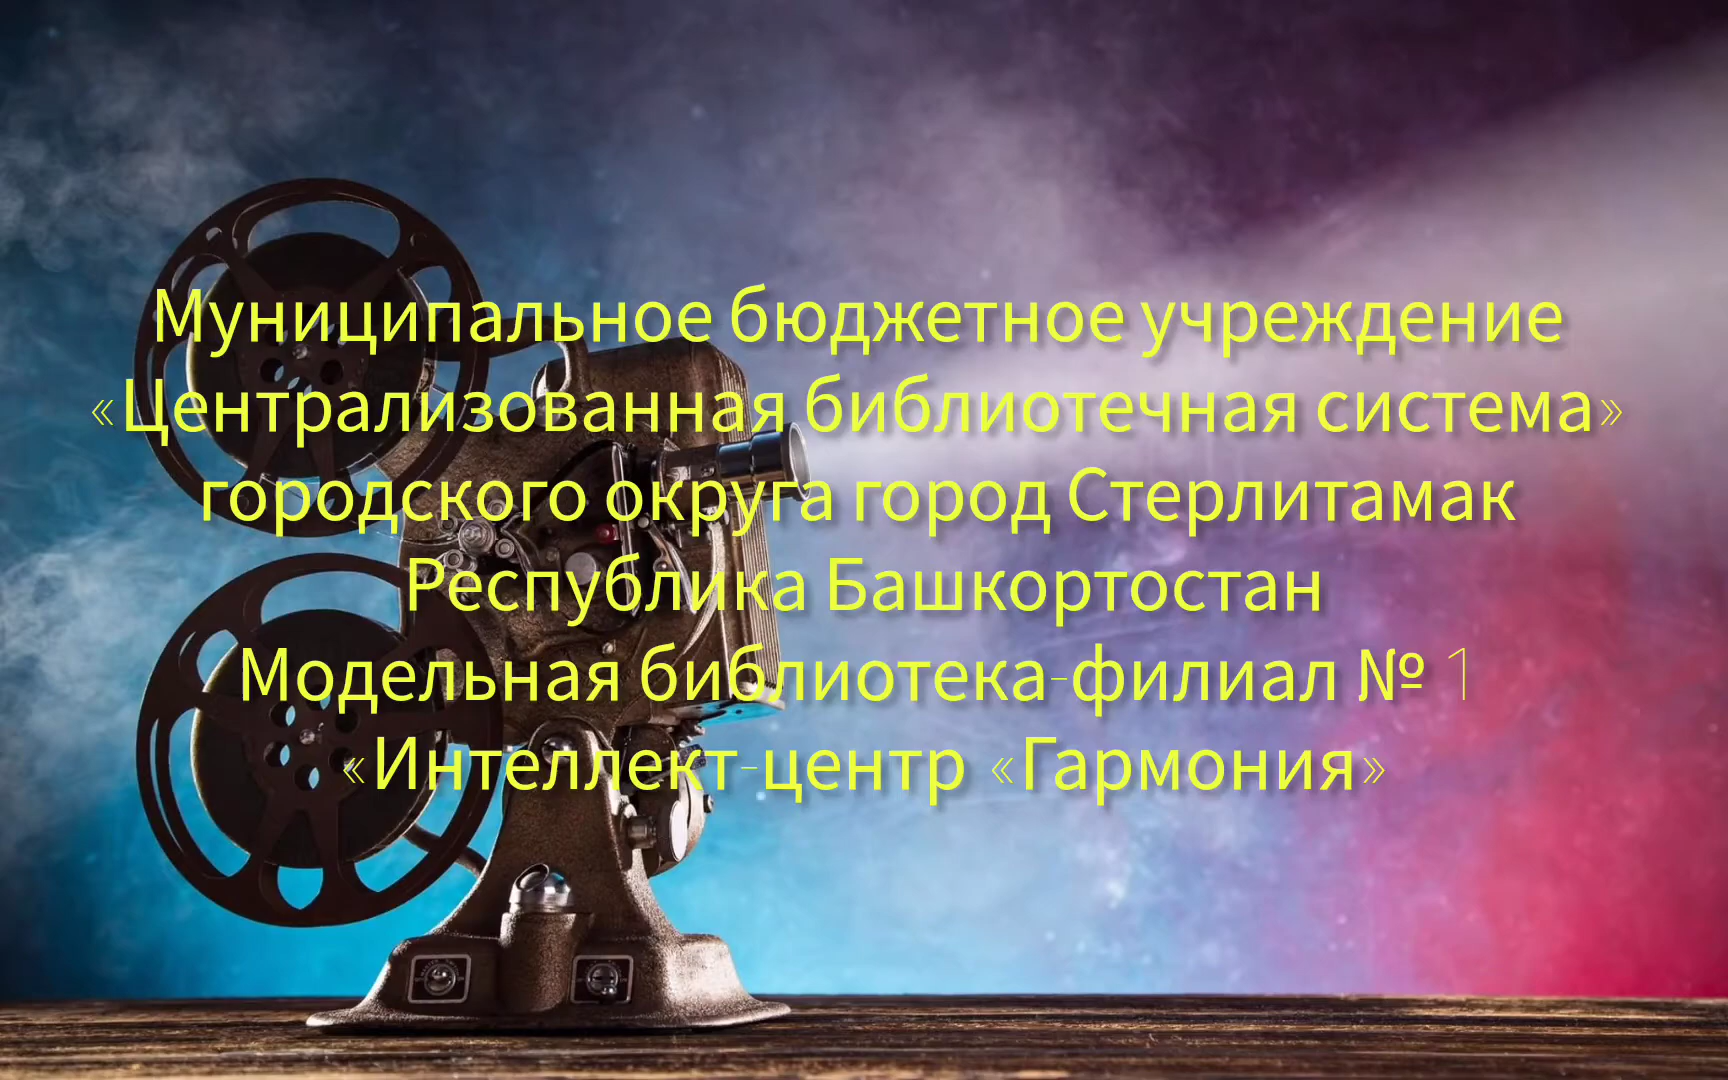 Муниципальное бюджетное учреждение
«Централизованная библиотечная система»
городского округа город Стерлитамак
Республика Башкортостан
Модельная библиотека-филиал № 1
«Интеллект-центр «Гармония»